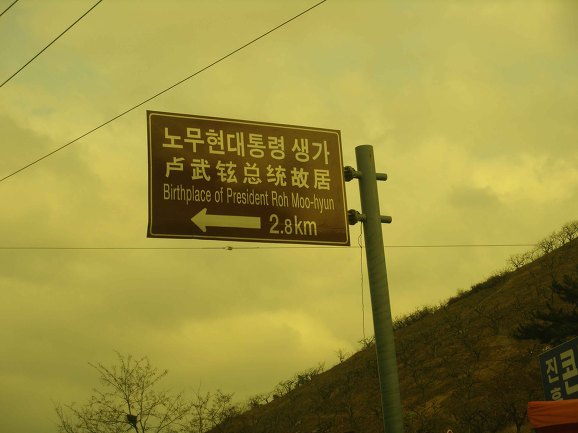 노무현대통령 생가
卢武铉总统故居
Birthplace of President Roh Moo-hyun
2.8km
진